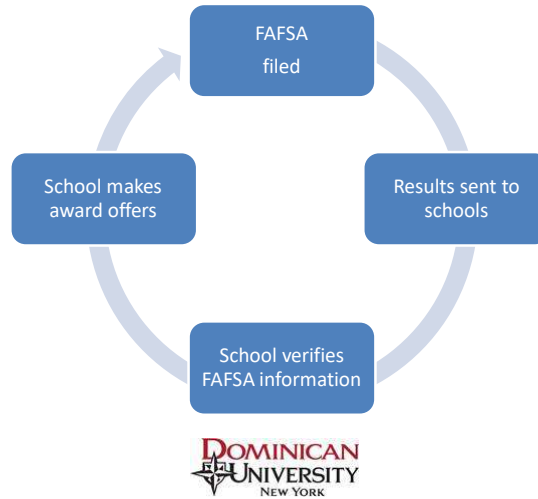 FAFSA
filed
Results sent to
schools
School verifies
FAFSA information
School makes
award offers
DOMINICAN
UNIVERSITY
NEW YORK